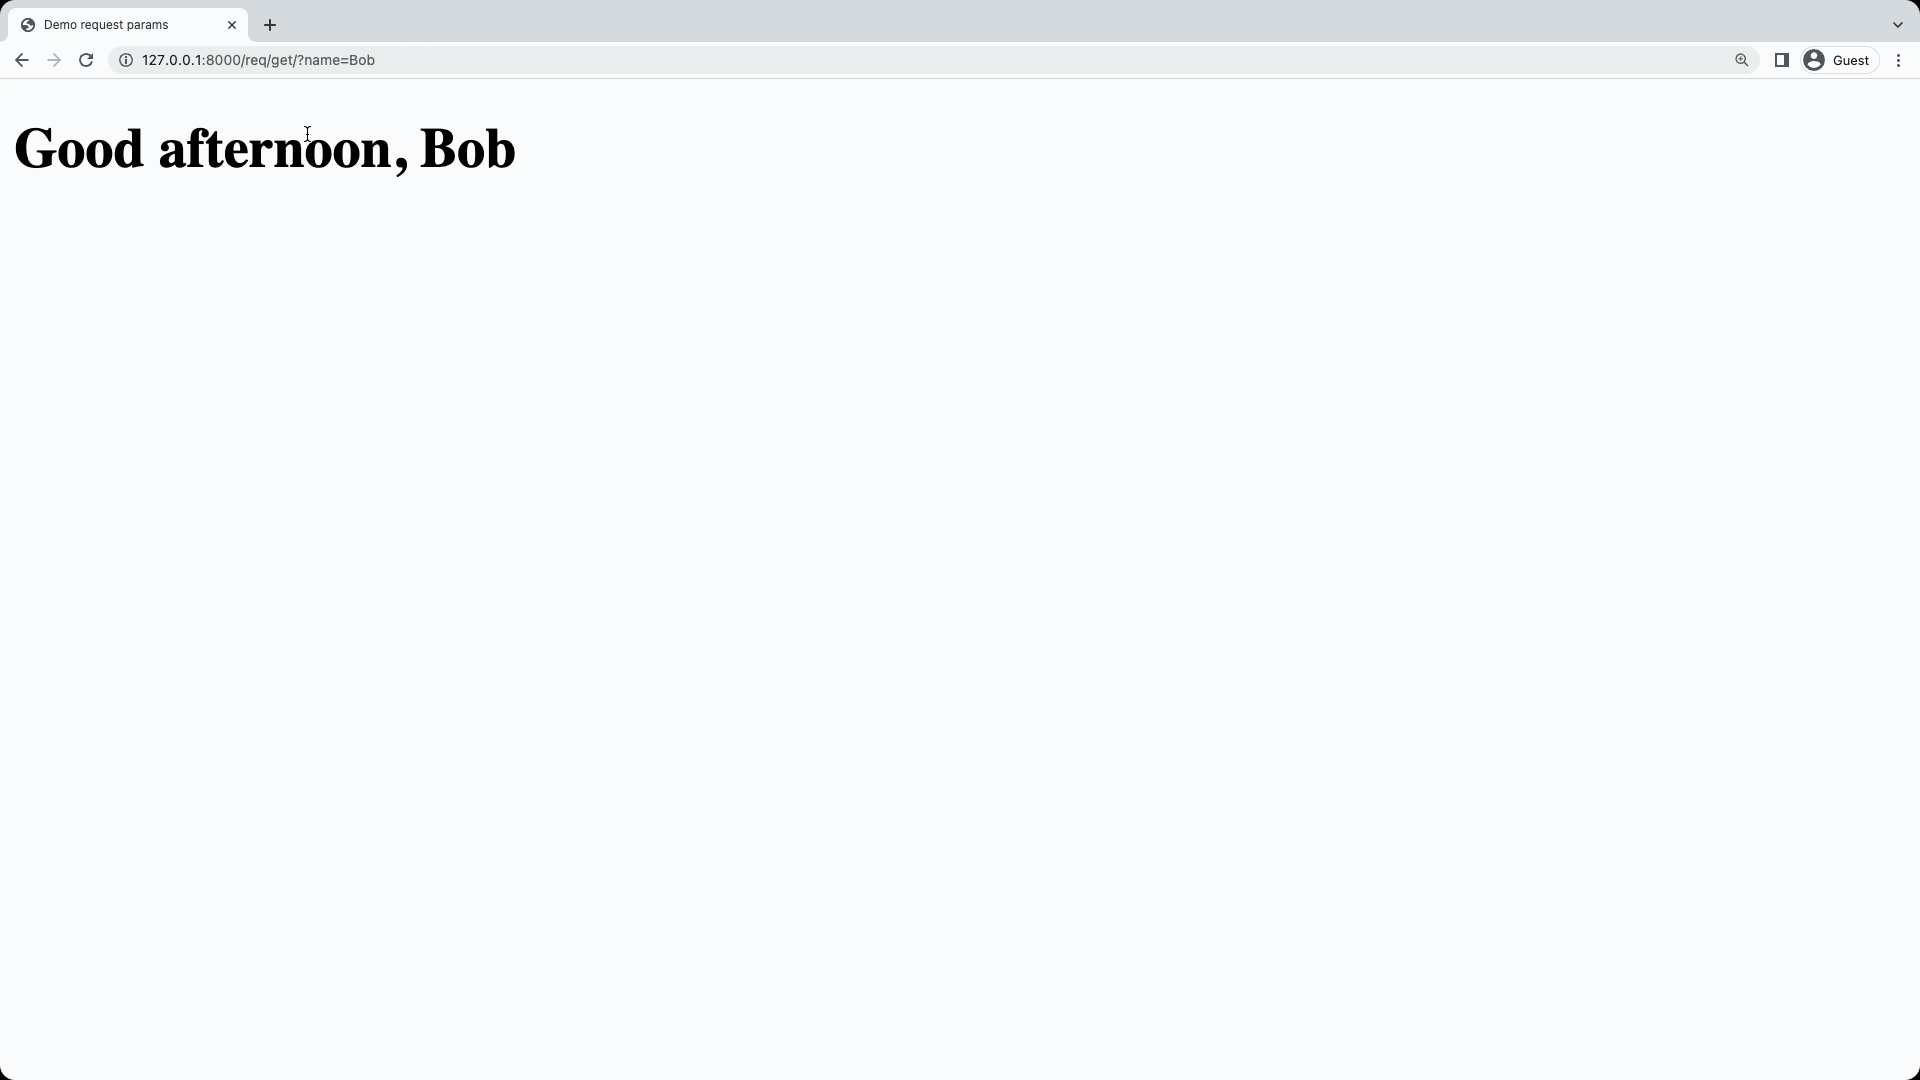 Demo request params
127.0.0.1:8000/req/get/?name=Bob
Guest
Good afternoon, Bob